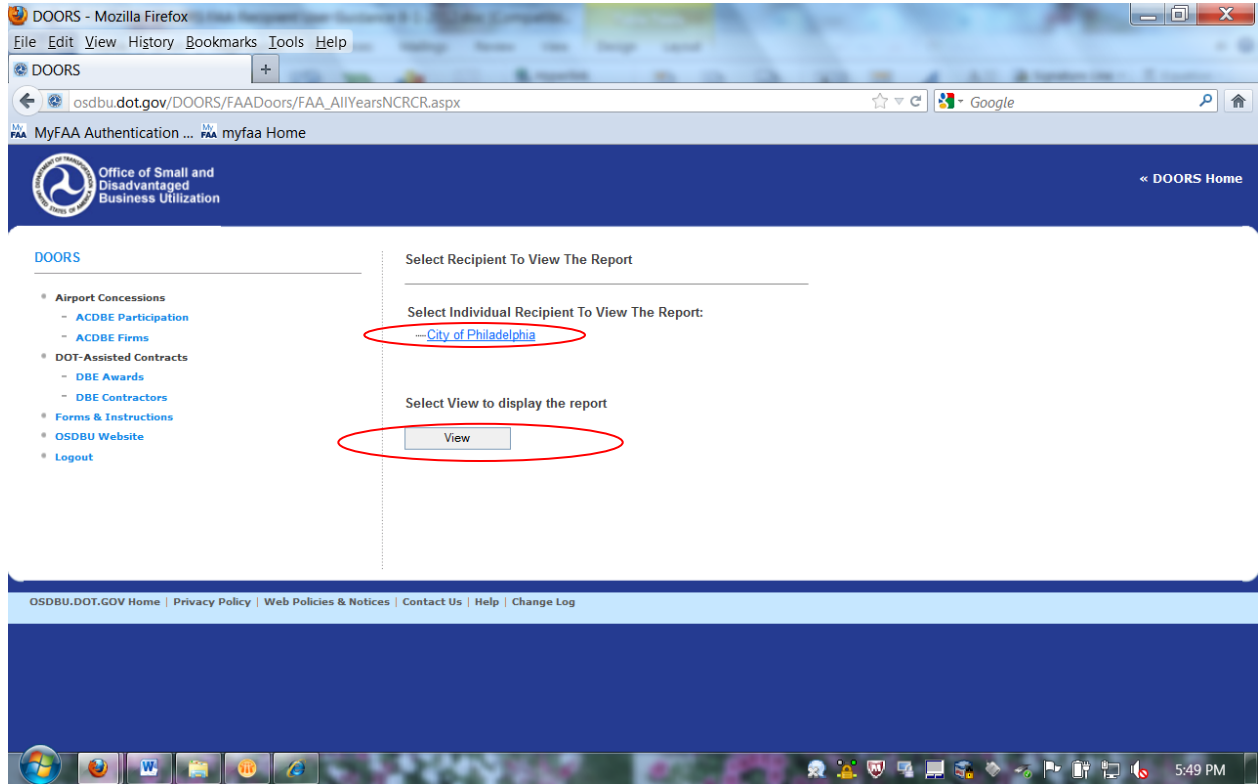 DOORS - Mozilla Firefox
File Edit View History Bookmarks Tools Help
DOORS +
osdbu.dot.gov/DOORS/FAADoors/FAA_AllYearsNCRCR.aspx Google
MyFAA MyFAA Authentication ... MyFAA myfaa Home
Office of Small and
Disadvantaged
Business Utilization
« DOORS Home
DOORS
Airport Concessions
- ACDBE Participation
- ACDBE Firms
DOT-Assisted Contracts
- DBE Awards
- DBE Contractors
Forms & Instructions
OSDBU Website
Logout
Select Recipient To View The Report
Select Individual Recipient To View The Report:
City of Philadelphia
Select View to display the report
View
OSDBU.DOT.GOV Home | Privacy Policy | Web Policies & Notices | Contact Us | Help | Change Log
5:49 PM